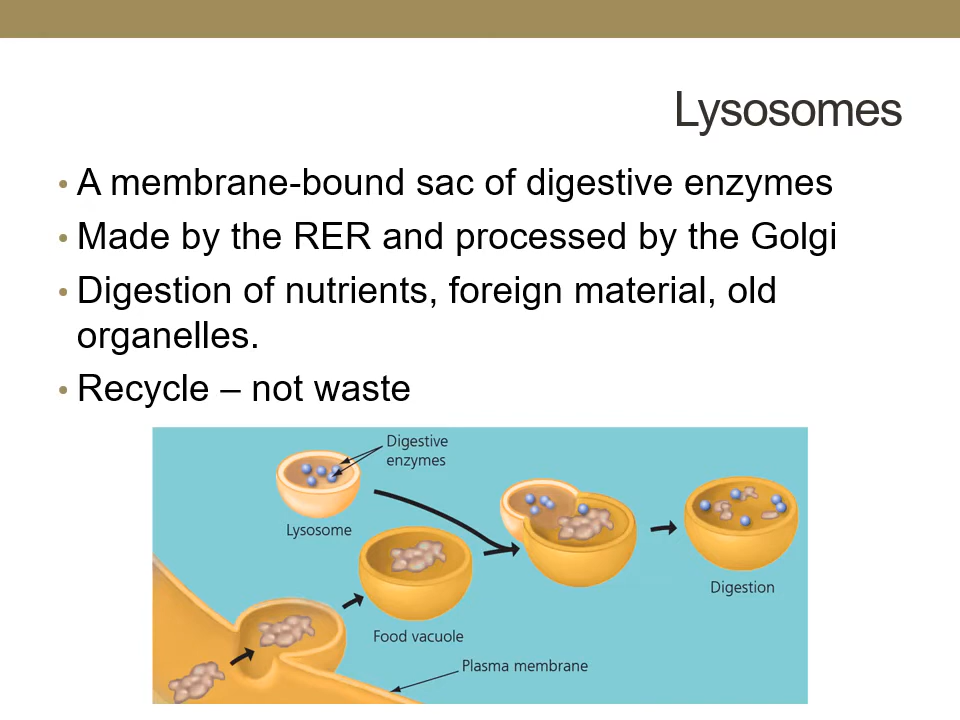 Lysosomes
• A membrane-bound sac of digestive enzymes
• Made by the RER and processed by the Golgi
• Digestion of nutrients, foreign material, old
organelles.
• Recycle – not waste
Digestive
enzymes
Lysosome
Digestion
Food vacuole
Plasma membrane